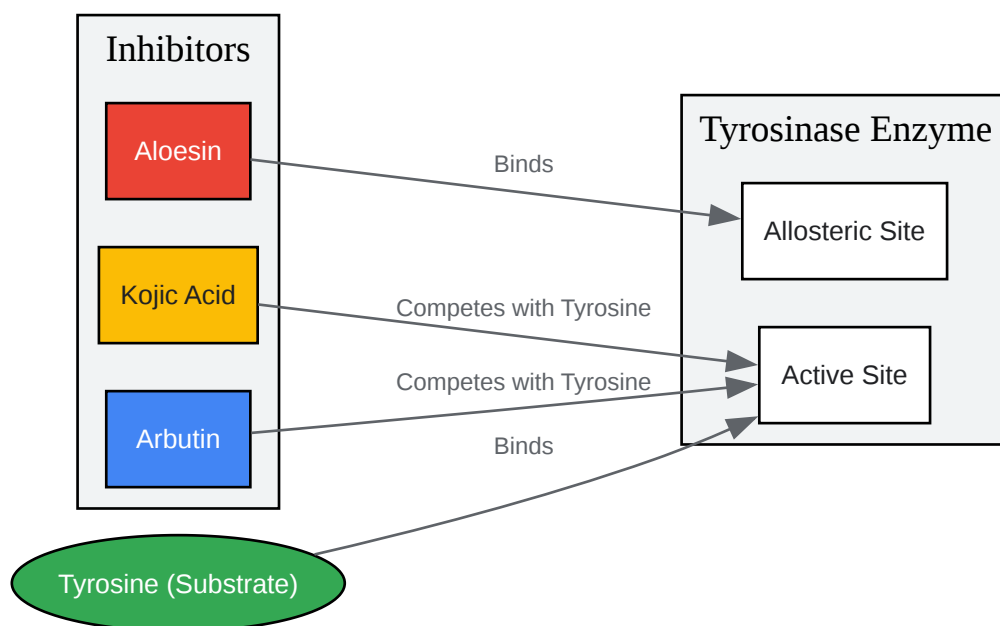 Inhibitors
Aloesin
Kojic Acid
Arbutin
Tyrosine (Substrate)
Binds
Competes with Tyrosine
Competes with Tyrosine
Binds
Tyrosinase Enzyme
Allosteric Site
Active Site